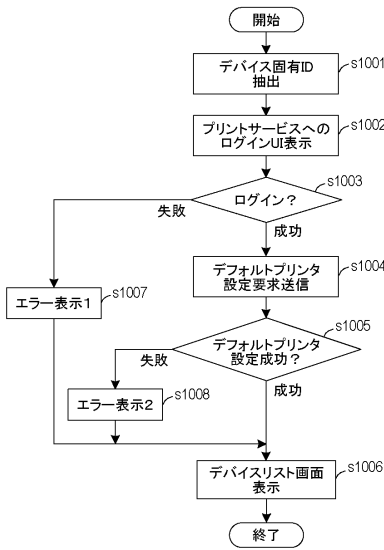 開始
デバイス固有ID
抽出
s1001
プリントサービスへの
ログインUI表示
s1002
ログイン？
s1003
失敗
成功
デフォルトプリンタ
設定要求送信
s1004
エラー表示1
s1007
デフォルトプリンタ
設定成功？
s1005
失敗
成功
エラー表示2
s1008
デバイスリスト画面
表示
s1006
終了